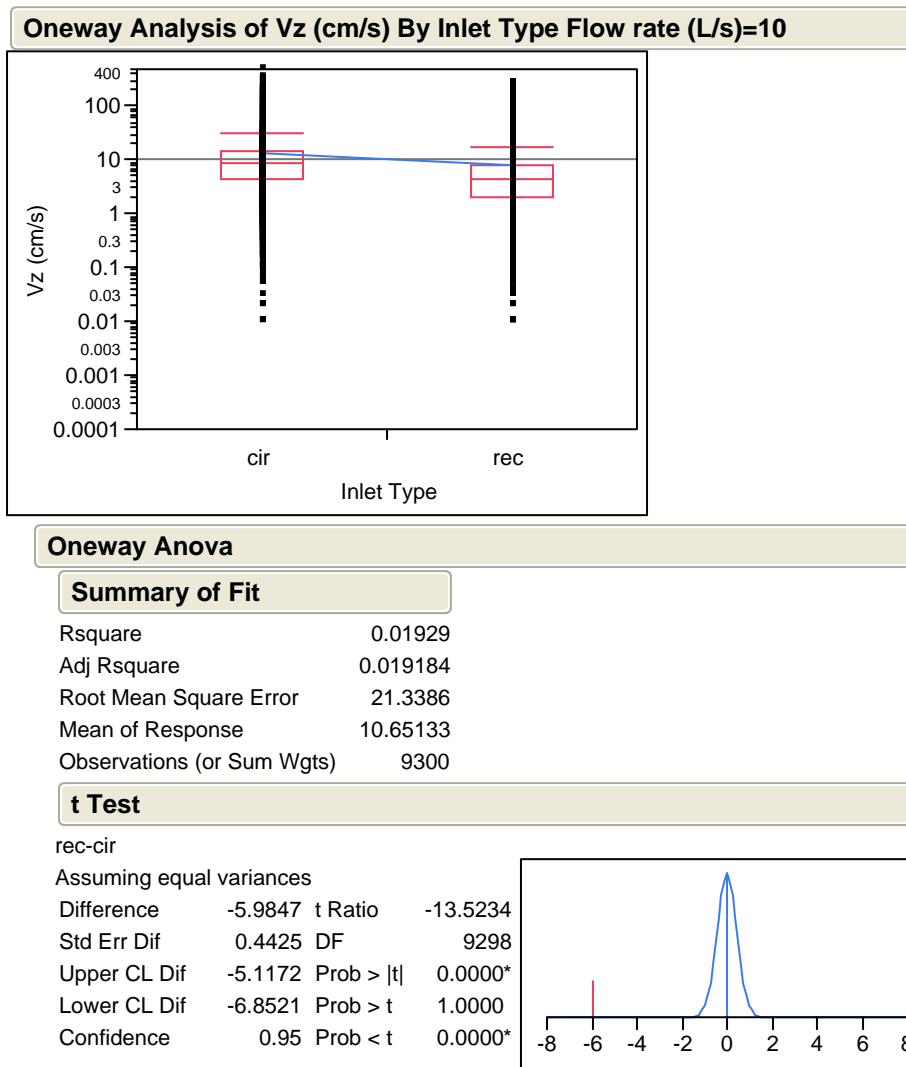 Oneway Analysis of Vz (cm/s) By Inlet Type Flow rate (L/s)=10
400
100
10
3
1
0.3
0.1
0.03
0.01
0.003
0.001
0.0003
0.0001
Vz (cm/s)
cir rec
Inlet Type
Oneway Anova
Summary of Fit
Rsquare 0.01929
Adj Rsquare 0.019184
Root Mean Square Error 21.3386
Mean of Response 10.65133
Observations (or Sum Wgts) 9300
t Test
rec-cir
Assuming equal variances
Difference -5.9847 t Ratio -13.5234
Std Err Dif 0.4425 DF 9298
Upper CL Dif -5.1172 Prob > |t| 0.0000*
Lower CL Dif -6.8521 Prob > t 1.0000
Confidence 0.95 Prob < t 0.0000*
-8 -6 -4 -2 0 2 4 6 8